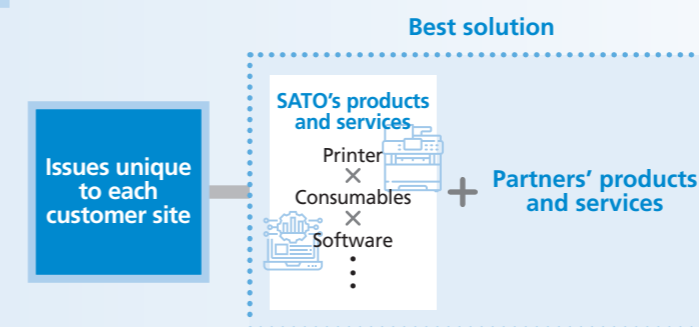 Best solution
Issues unique
to each
customer site
SATO’s products
and services
Printer
×
Consumables
×
Software
+
Partners’ products
and services